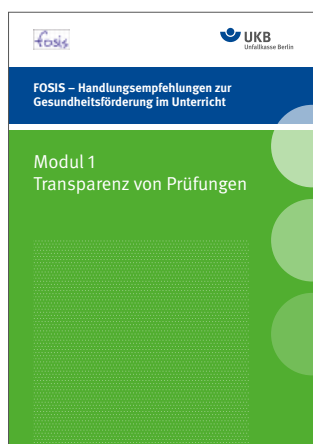 fosis
UKB
Unfallkasse Berlin
FOSIS – Handlungsempfehlungen zur
Gesundheitsförderung im Unterricht
Modul 1
Transparenz von Prüfungen